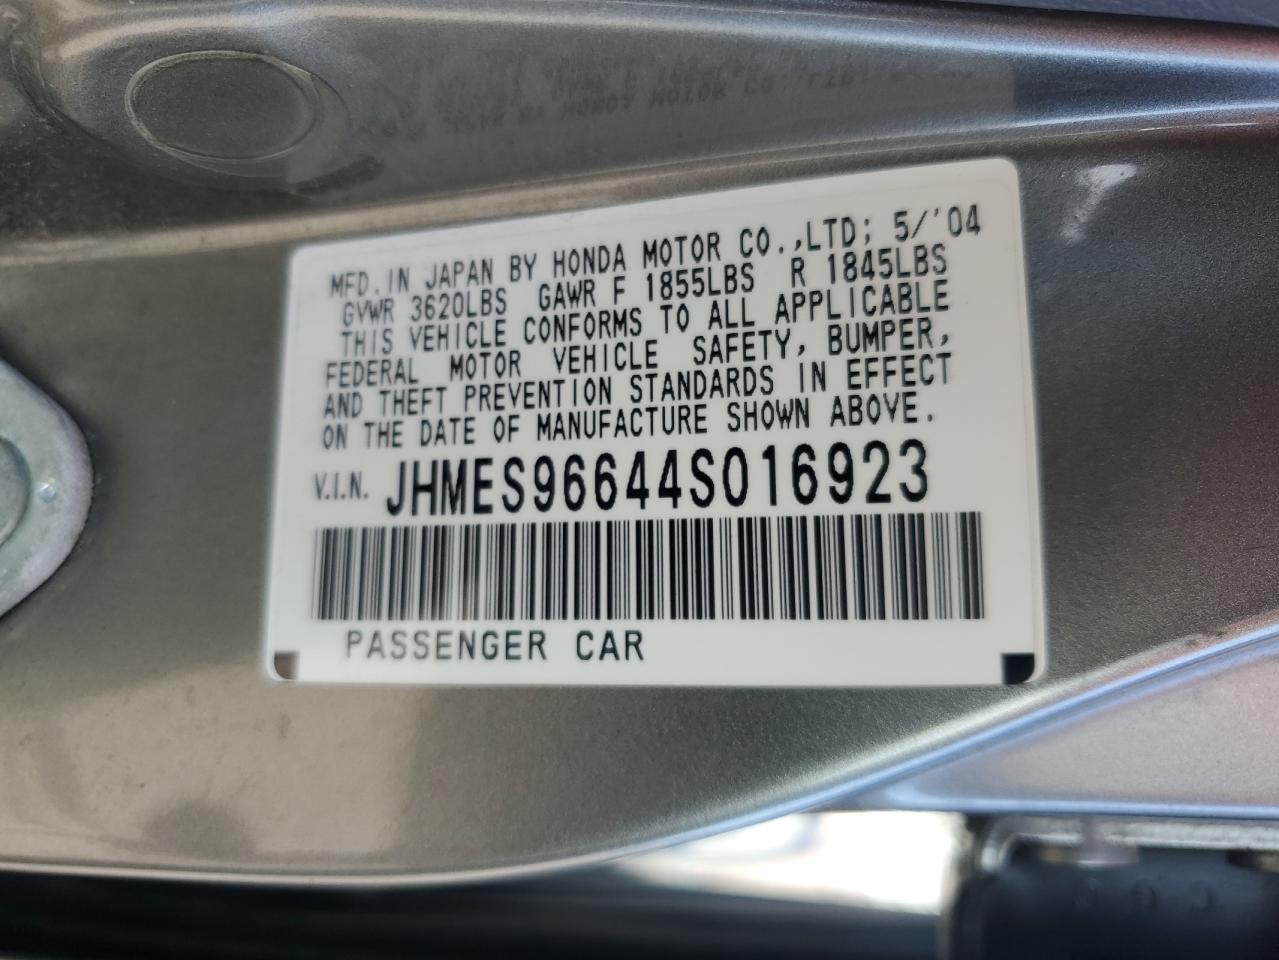 MFD. IN JAPAN BY HONDA MOTOR CO.,LTD; 5/'04
GVWR 3620LBS GAWR F 1855LBS R 1845LBS
THIS VEHICLE CONFORMS TO ALL APPLICABLE
FEDERAL MOTOR VEHICLE SAFETY, BUMPER,
AND THEFT PREVENTION STANDARDS IN EFFECT
ON THE DATE OF MANUFACTURE SHOWN ABOVE.
V.I.N. JHMES96644S016923
PASSENGER CAR